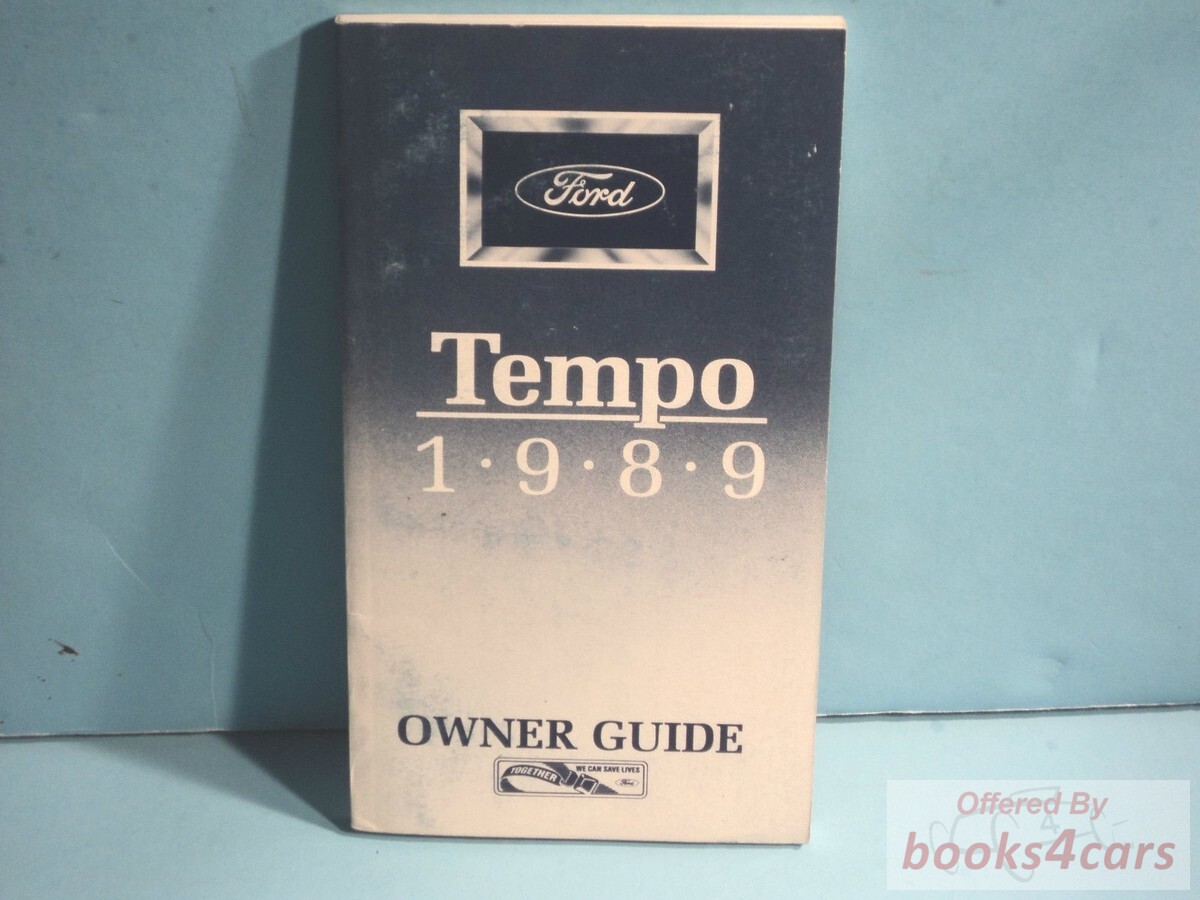 Ford
Tempo
1·9·8·9
OWNER GUIDE
TOGETHER WE CAN SAVE LIVES
Ford
Offered By
books4cars